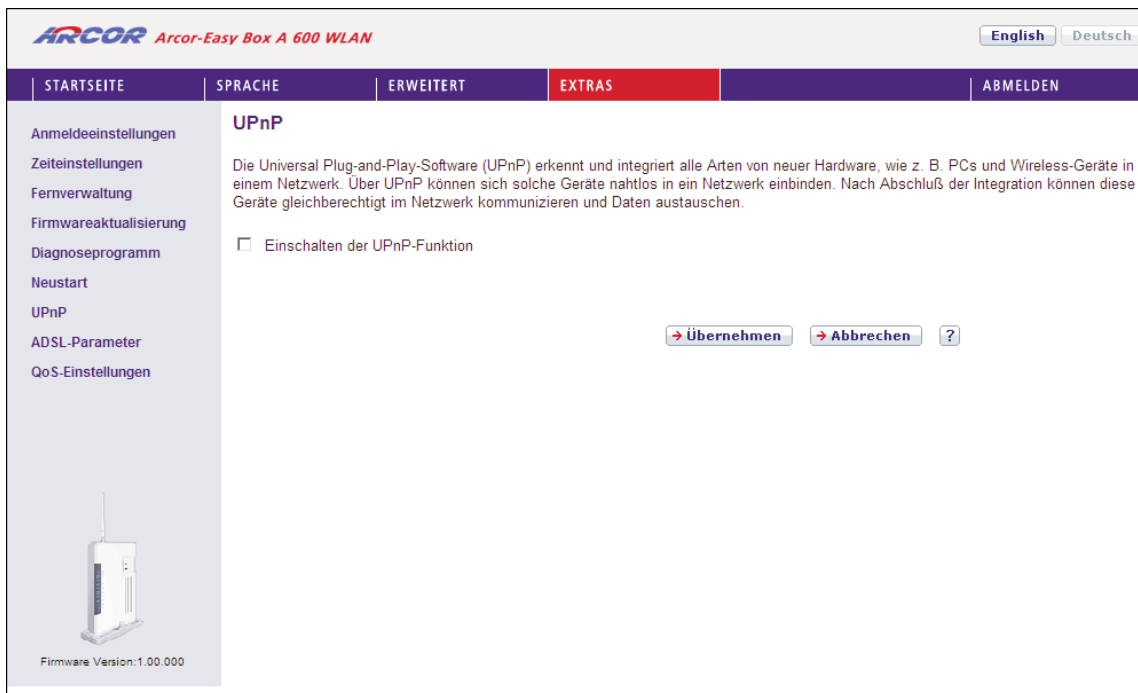 ARCOR Arcor-Easy Box A 600 WLAN
English Deutsch
STARTSEITE SPRACHE ERWEITERT EXTRAS ABMELDEN
Anmeldeeinstellungen
Zeiteinstellungen
Fernverwaltung
Firmwareaktualisierung
Diagnoseprogramm
Neustart
UPnP
ADSL-Parameter
QoS-Einstellungen
Firmware Version:1.00.000
UPnP
Die Universal Plug-and-Play-Software (UPnP) erkennt und integriert alle Arten von neuer Hardware, wie z. B. PCs und Wireless-Geräte in
einem Netzwerk. Über UPnP können sich solche Geräte nahtlos in ein Netzwerk einbinden. Nach Abschluß der Integration können diese
Geräte gleichberechtigt im Netzwerk kommunizieren und Daten austauschen.
Einschalten der UPnP-Funktion
Übernehmen Abbrechen ?